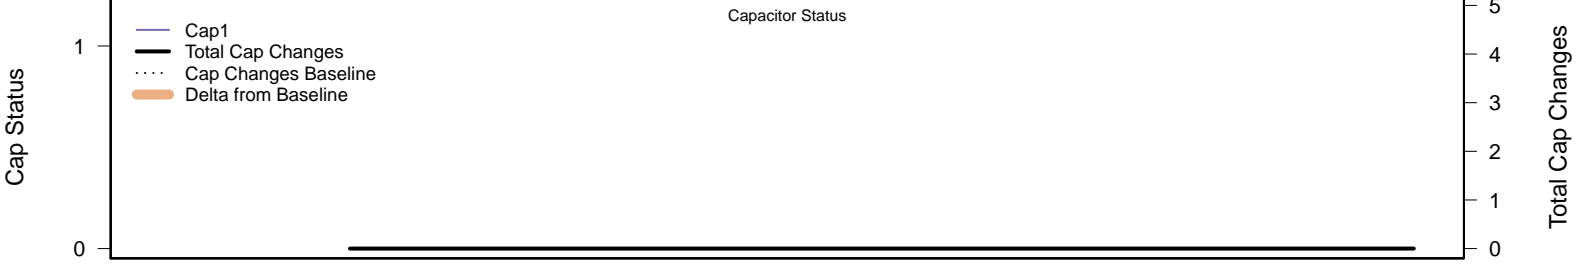 Capacitor Status
Cap1
Total Cap Changes
Cap Changes Baseline
Delta from Baseline
Cap Status
1
0
5
4
3
2
1
0
Total Cap Changes